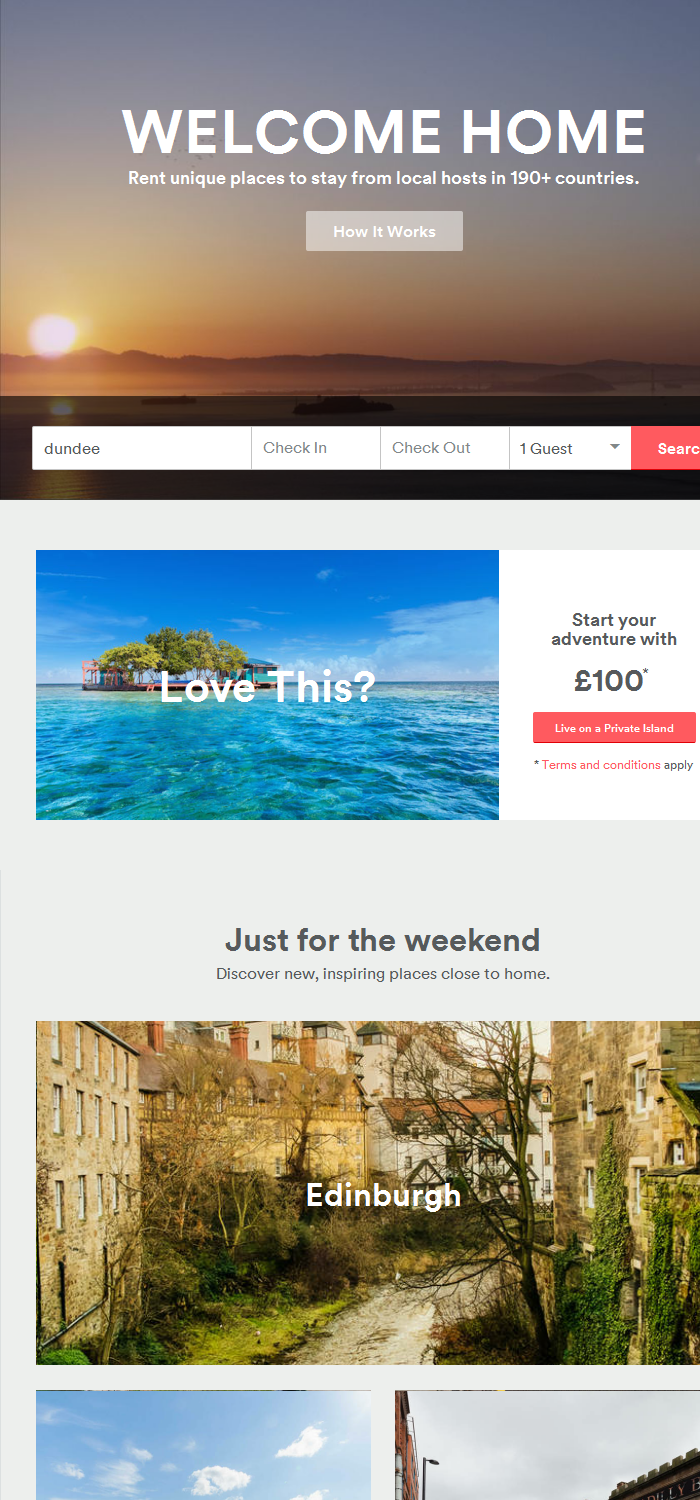 WELCOME HOME
Rent unique places to stay from local hosts in 190+ countries.
How It Works
dundee
Check In
Check Out
1 Guest
Searc
Love This?
Start your
adventure with
£100*
Live on a Private Island
* Terms and conditions apply
Just for the weekend
Discover new, inspiring places close to home.
Edinburgh